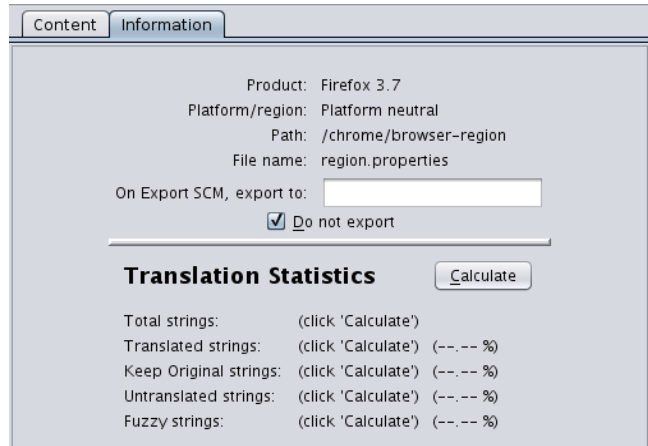 Content Information
Product: Firefox 3.7
Platform/region: Platform neutral
Path: /chrome/browser-region
File name: region.properties
On Export SCM, export to:
Do not export
Translation Statistics Calculate
Total strings: (click 'Calculate')
Translated strings: (click 'Calculate') (--.-- %)
Keep Original strings: (click 'Calculate') (--.-- %)
Untranslated strings: (click 'Calculate') (--.-- %)
Fuzzy strings: (click 'Calculate') (--.-- %)